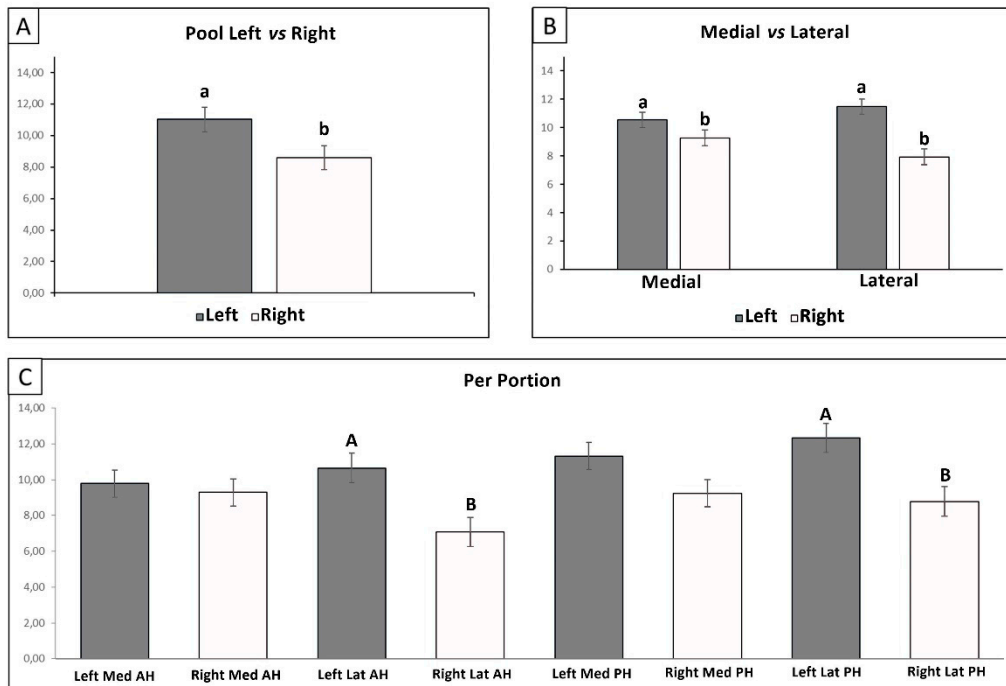 A
Pool Left vs Right
14,00
12,00
10,00
8,00
6,00
4,00
2,00
0,00
a
b
Left Right
B
Medial vs Lateral
14
12
10
8
6
4
2
0
a
b
a
b
Medial Lateral
Left Right
C
Per Portion
14,00
12,00
10,00
8,00
6,00
4,00
2,00
0,00
A
B
A
B
Left Med AH Right Med AH Left Lat AH Right Lat AH Left Med PH Right Med PH Left Lat PH Right Lat PH